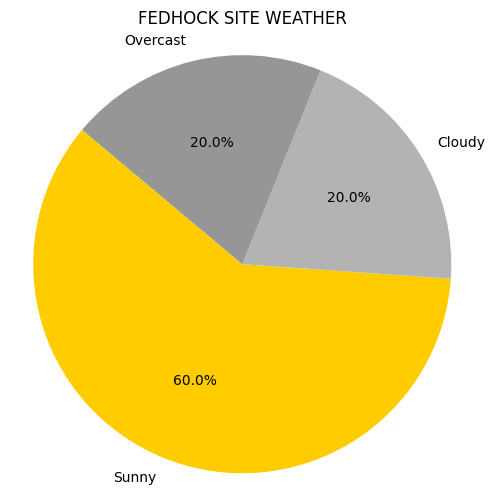 FEDHOCK SITE WEATHER
Overcast
Cloudy
20.0%
20.0%
60.0%
Sunny